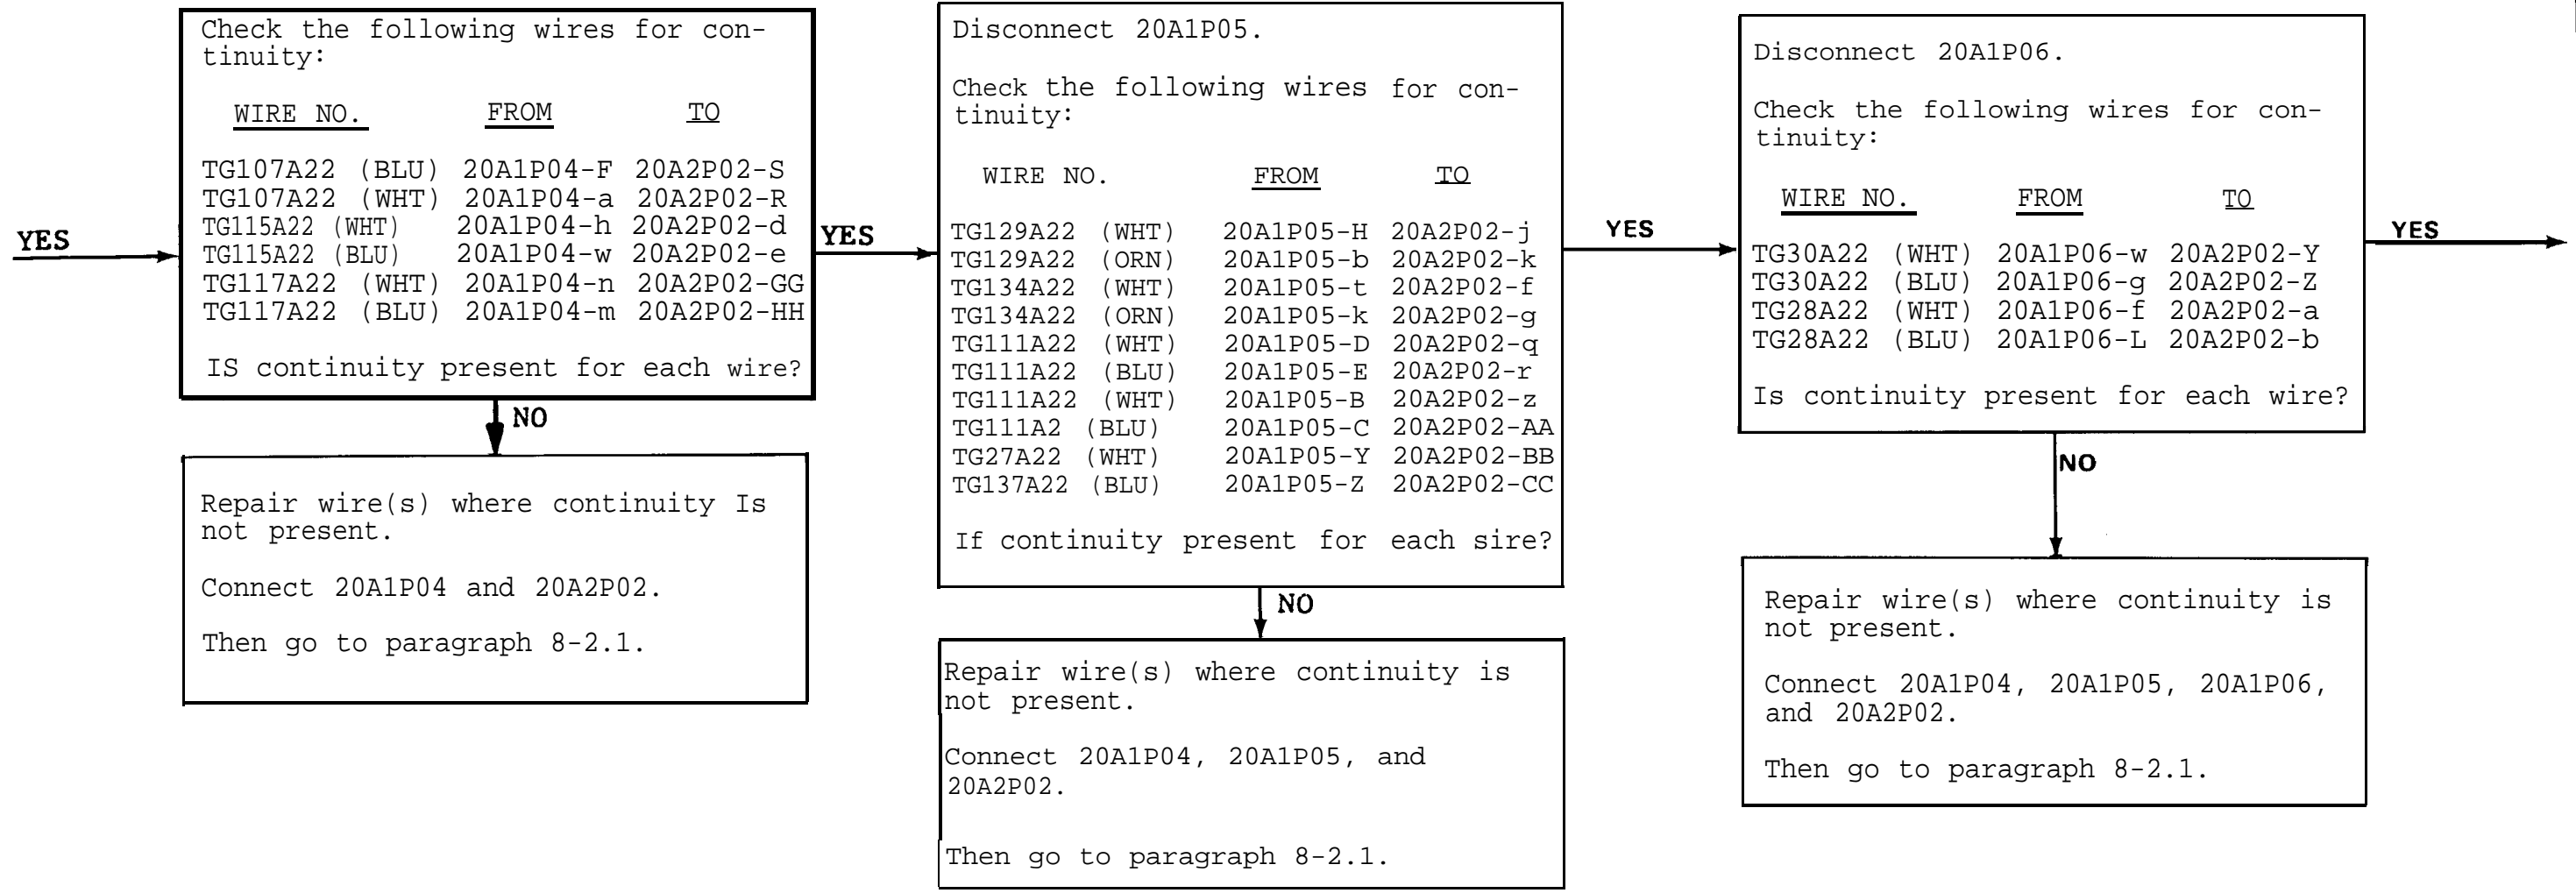 YES
Check the following wires for con-
tinuity:
WIRE NO. FROM TO
TG107A22 (BLU) 20A1P04-F 20A2P02-S
TG107A22 (WHT) 20A1P04-a 20A2P02-R
TG115A22 (WHT) 20A1P04-h 20A2P02-d
TG115A22 (BLU) 20A1P04-w 20A2P02-e
TG117A22 (WHT) 20A1P04-n 20A2P02-GG
TG117A22 (BLU) 20A1P04-m 20A2P02-HH
IS continuity present for each wire?
NO
Repair wire(s) where continuity Is
not present.
Connect 20A1P04 and 20A2P02.
Then go to paragraph 8-2.1.
YES
Disconnect 20A1P05.
Check the following wires for con-
tinuity:
WIRE NO. FROM TO
TG129A22 (WHT) 20A1P05-H 20A2P02-j
TG129A22 (ORN) 20A1P05-b 20A2P02-k
TG134A22 (WHT) 20A1P05-t 20A2P02-f
TG134A22 (ORN) 20A1P05-k 20A2P02-g
TG111A22 (WHT) 20A1P05-D 20A2P02-q
TG111A22 (BLU) 20A1P05-E 20A2P02-r
TG111A22 (WHT) 20A1P05-B 20A2P02-z
TG111A2 (BLU) 20A1P05-C 20A2P02-AA
TG27A22 (WHT) 20A1P05-Y 20A2P02-BB
TG137A22 (BLU) 20A1P05-Z 20A2P02-CC
If continuity present for each sire?
NO
Repair wire(s) where continuity is
not present.
Connect 20A1P04, 20A1P05, and
20A2P02.
Then go to paragraph 8-2.1.
YES
Disconnect 20A1P06.
Check the following wires for con-
tinuity:
WIRE NO. FROM TO
TG30A22 (WHT) 20A1P06-w 20A2P02-Y
TG30A22 (BLU) 20A1P06-g 20A2P02-Z
TG28A22 (WHT) 20A1P06-f 20A2P02-a
TG28A22 (BLU) 20A1P06-L 20A2P02-b
Is continuity present for each wire?
NO
Repair wire(s) where continuity is
not present.
Connect 20A1P04, 20A1P05, 20A1P06,
and 20A2P02.
Then go to paragraph 8-2.1.
YES